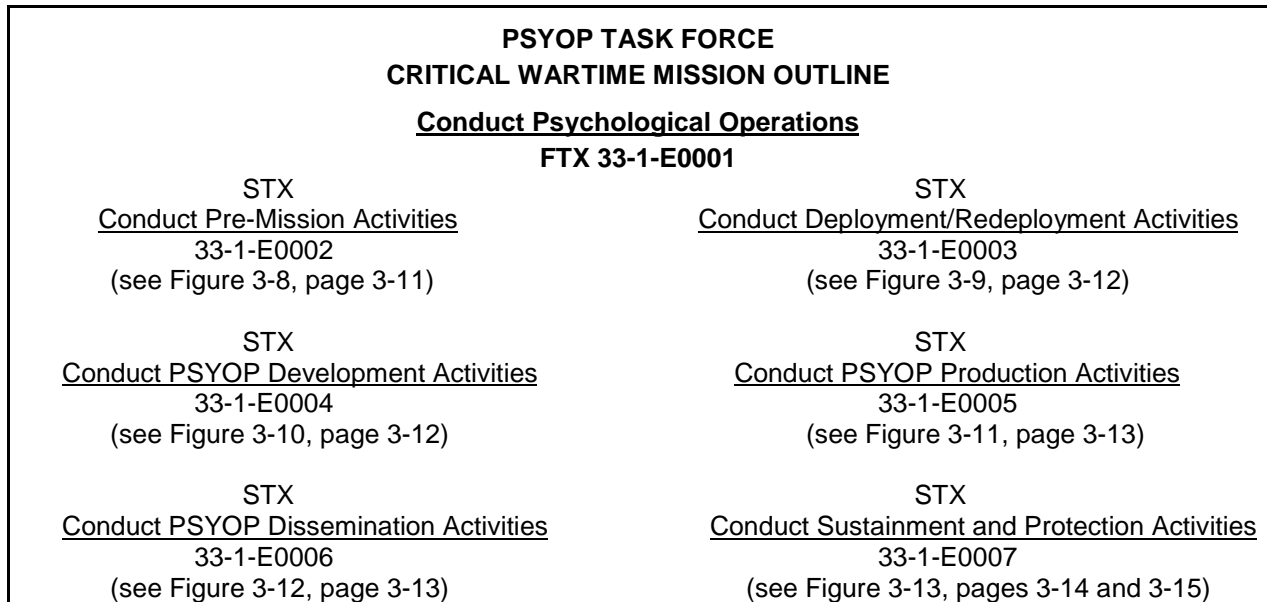 PSYOP TASK FORCE
CRITICAL WARTIME MISSION OUTLINE
Conduct Psychological Operations
FTX 33-1-E0001
STX
Conduct Pre-Mission Activities
33-1-E0002
(see Figure 3-8, page 3-11)
STX
Conduct Deployment/Redeployment Activities
33-1-E0003
(see Figure 3-9, page 3-12)
STX
Conduct PSYOP Development Activities
33-1-E0004
(see Figure 3-10, page 3-12)
STX
Conduct PSYOP Production Activities
33-1-E0005
(see Figure 3-11, page 3-13)
STX
Conduct PSYOP Dissemination Activities
33-1-E0006
(see Figure 3-12, page 3-13)
STX
Conduct Sustainment and Protection Activities
33-1-E0007
(see Figure 3-13, pages 3-14 and 3-15)